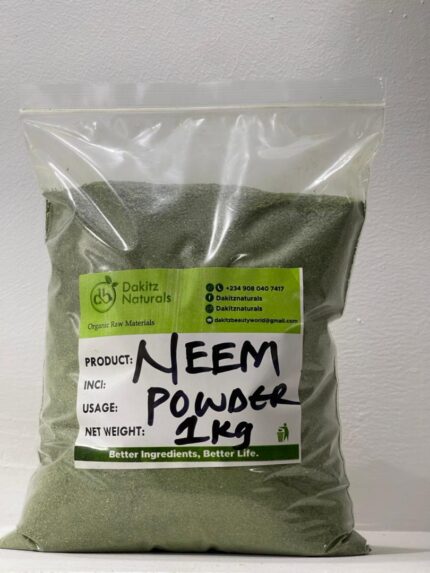 db
Dakitz
Naturals
Organic Raw Materials
+234 908 040 7417
Dakitznaturals
Dakitznaturals
dakitzbeautyworld@gmail.com
PRODUCT: NEEM
INCI:
USAGE: POWDER
NET WEIGHT: 1kg
Better Ingredients, Better Life.